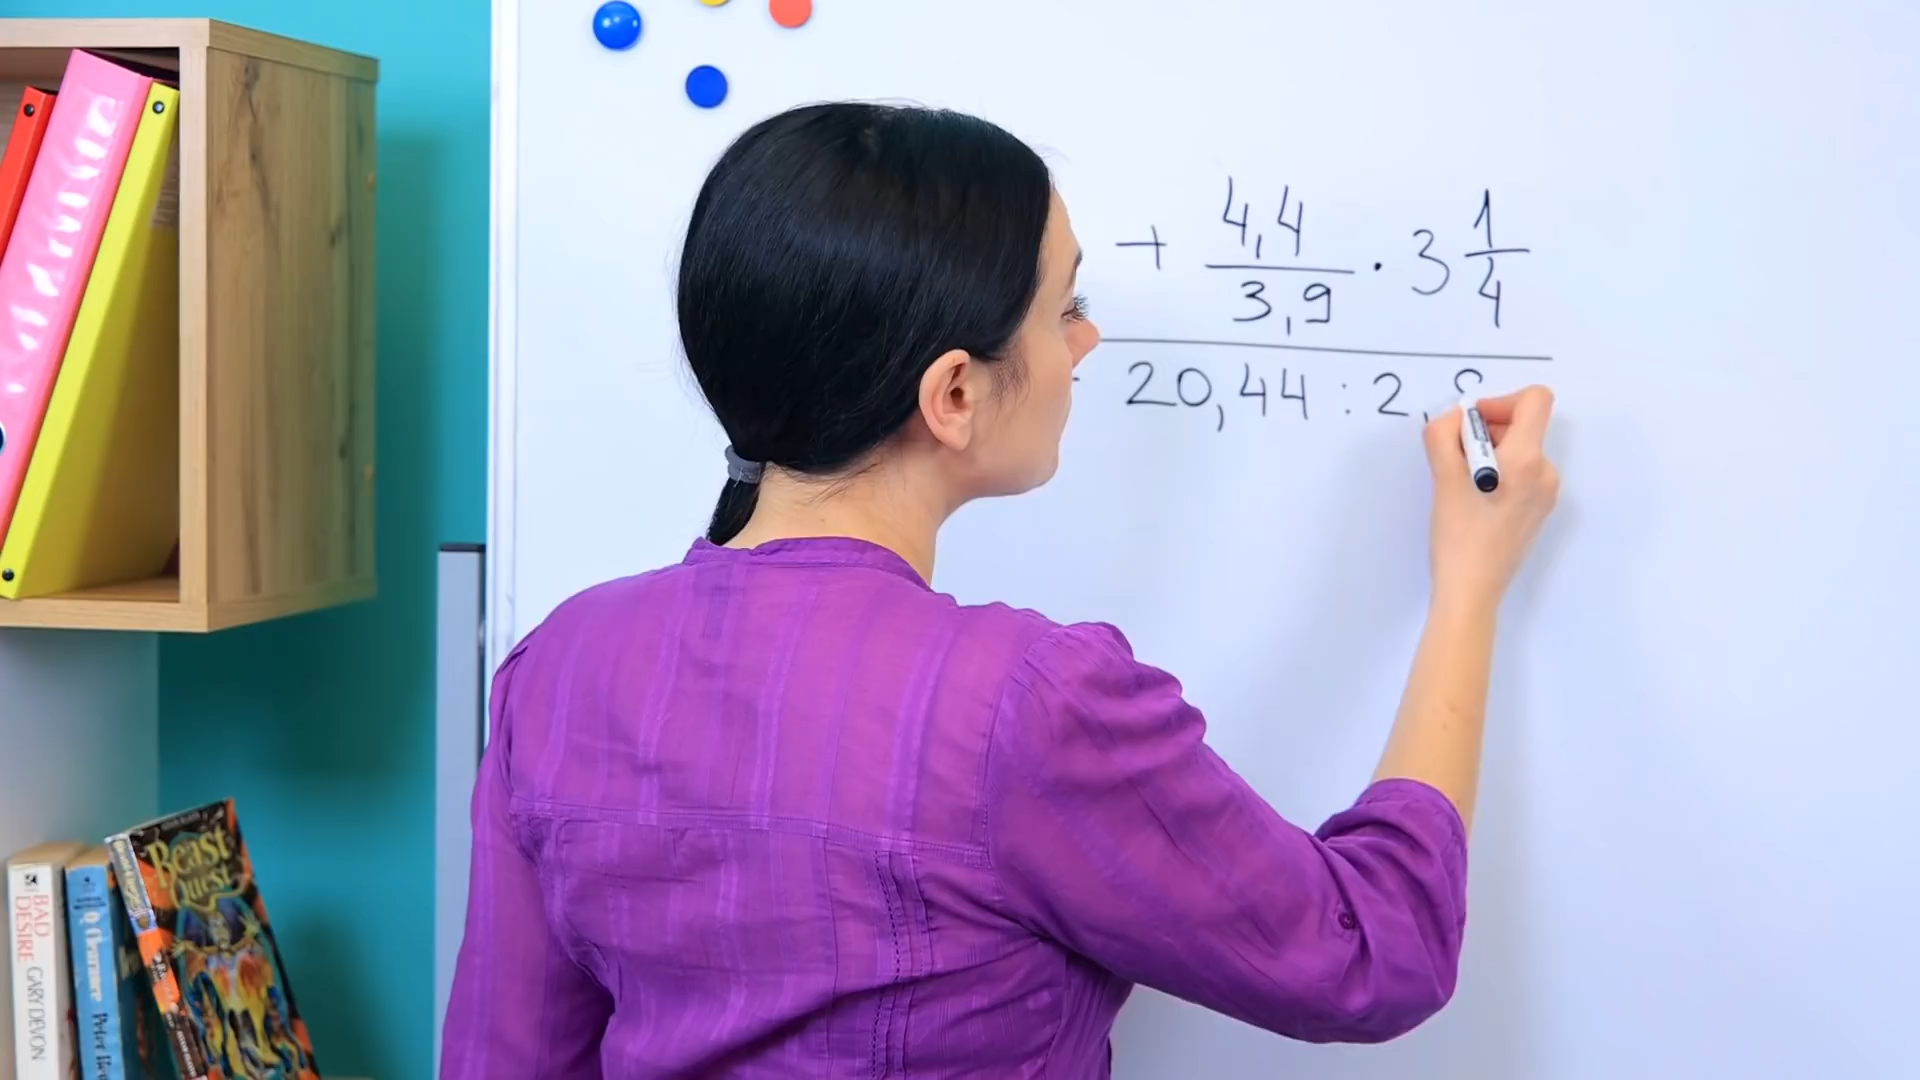 + 4,4/3,9 · 3 1/4
20,44 : 2,
Beast
Quest
BAD
DESIRE
GARY DEVON